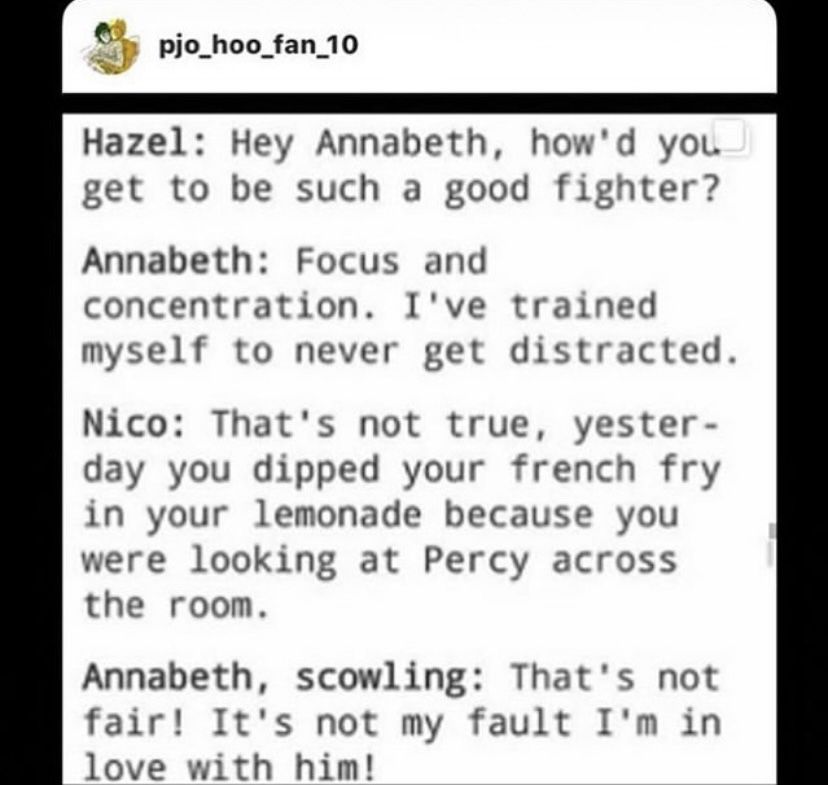 pjo_hoo_fan_10
Hazel: Hey Annabeth, how'd you
get to be such a good fighter?
Annabeth: Focus and
concentration. I've trained
myself to never get distracted.
Nico: That's not true, yester-
day you dipped your french fry
in your lemonade because you
were looking at Percy across
the room.
Annabeth, scowling: That's not
fair! It's not my fault I'm in
love with him!